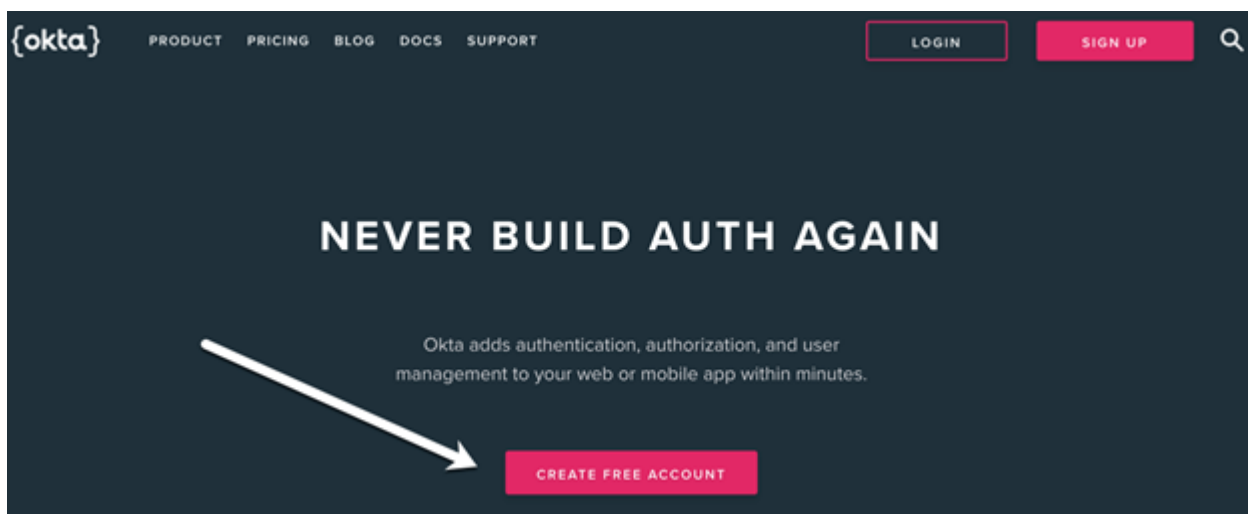 {okta} PRODUCT PRICING BLOG DOCS SUPPORT LOGIN SIGN UP
NEVER BUILD AUTH AGAIN
Okta adds authentication, authorization, and user
management to your web or mobile app within minutes.
CREATE FREE ACCOUNT